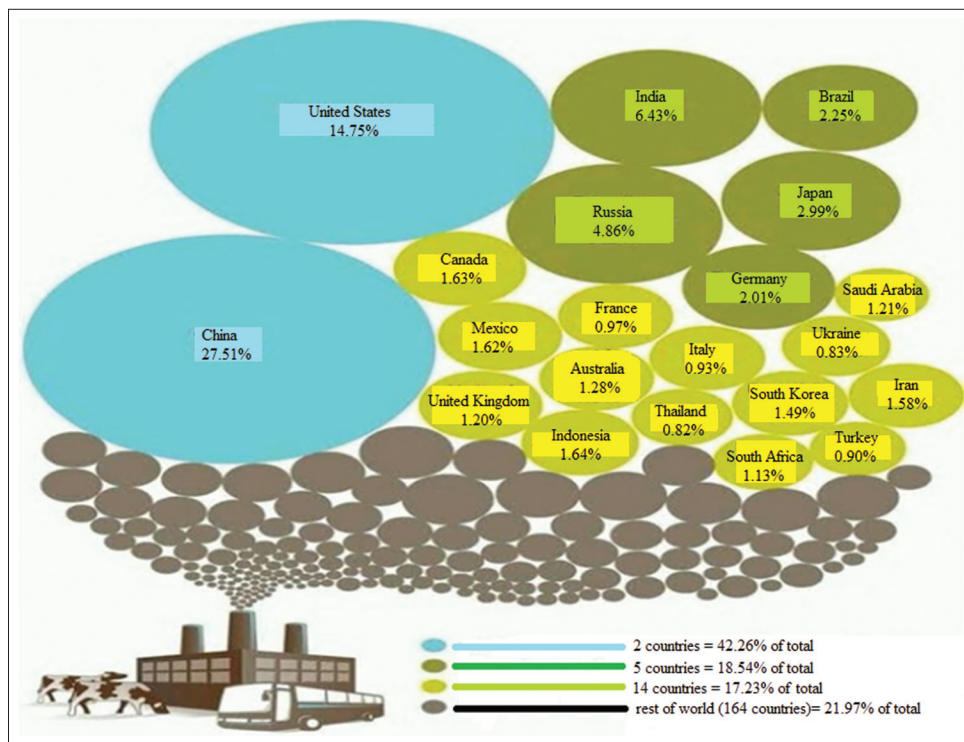 United States
14.75%
India
6.43%
Brazil
2.25%
Japan
2.99%
Russia
4.86%
Canada
1.63%
Germany
2.01%
Saudi Arabia
1.21%
China
27.51%
Mexico
1.62%
France
0.97%
Italy
0.93%
Ukraine
0.83%
Australia
1.28%
United Kingdom
1.20%
Thailand
0.82%
South Korea
1.49%
Iran
1.58%
Indonesia
1.64%
South Africa
1.13%
Turkey
0.90%
2 countries = 42.26% of total
5 countries = 18.54% of total
14 countries = 17.23% of total
rest of world (164 countries)= 21.97% of total